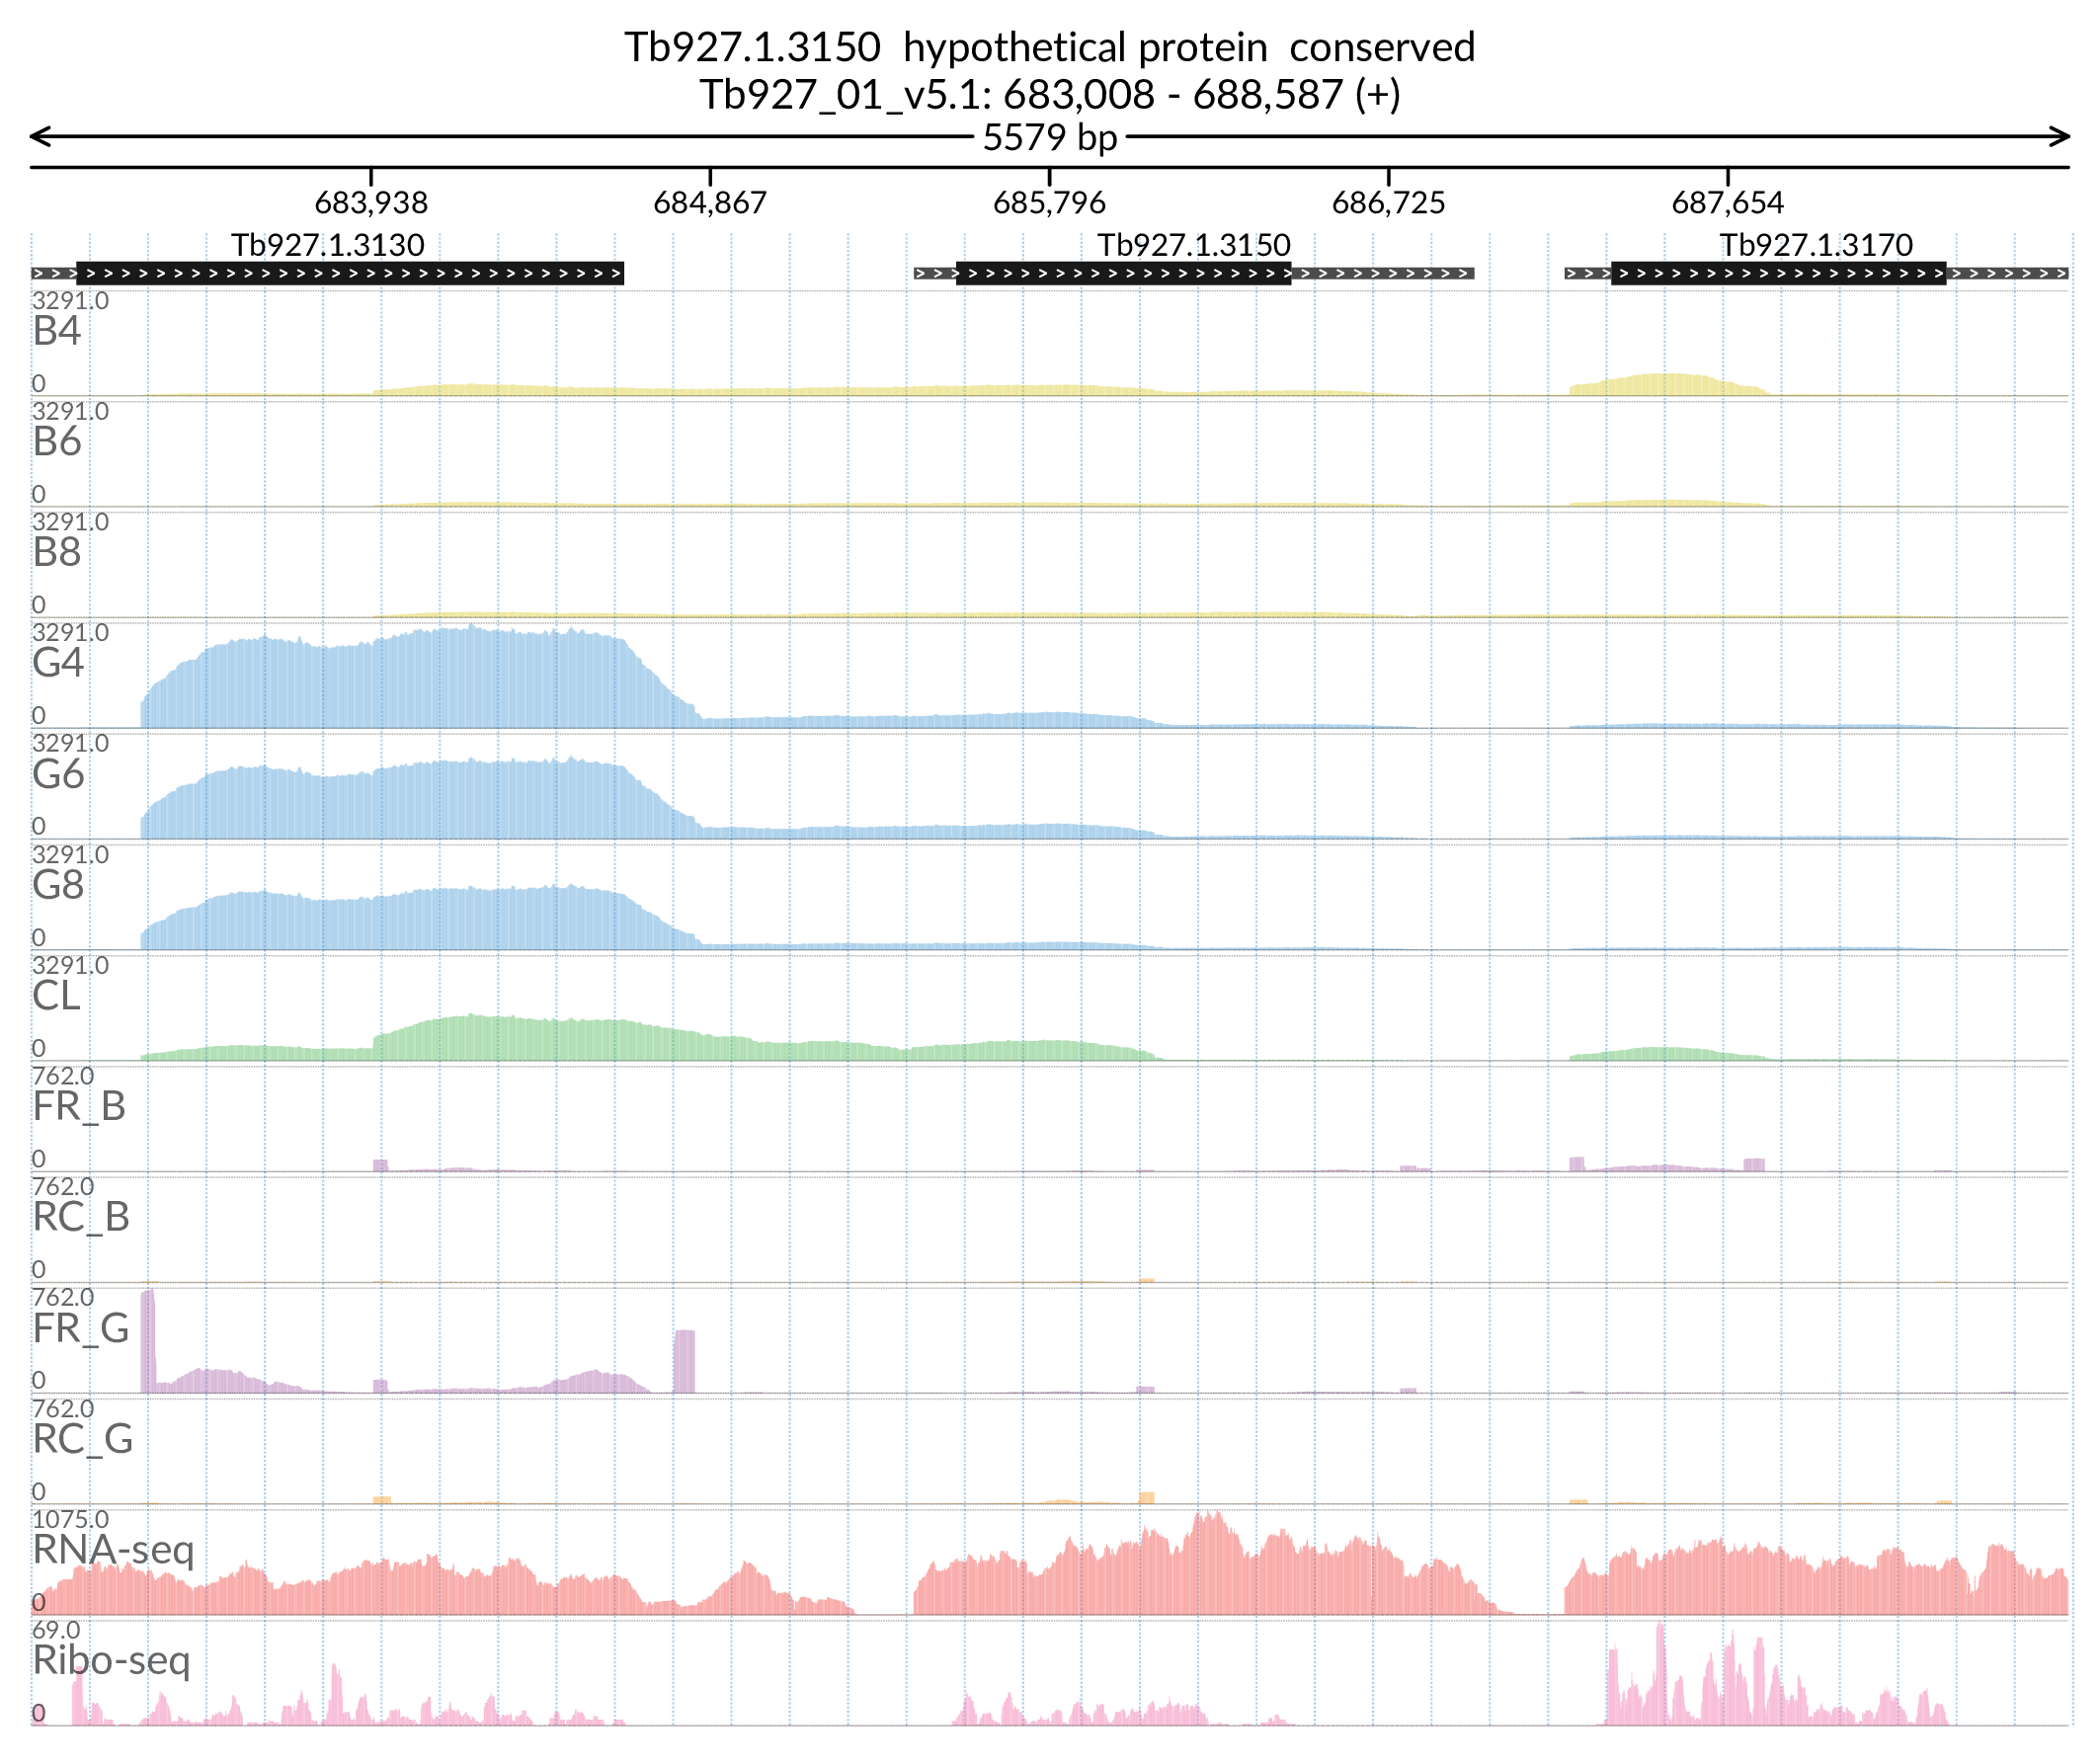 Tb927.1.3150  hypothetical protein  conserved
Tb927_01_v5.1: 683,008 - 688,587 (+)
5579 bp
683,938 684,867 685,796 686,725 687,654
Tb927.1.3130 Tb927.1.3150 Tb927.1.3170
3291.0
B4
0
3291.0
B6
0
3291.0
B8
0
3291.0
G4
0
3291.0
G6
0
3291.0
G8
0
3291.0
CL
0
762.0
FR_B
0
762.0
RC_B
0
762.0
FR_G
0
762.0
RC_G
0
1075.0
RNA-seq
0
69.0
Ribo-seq
0